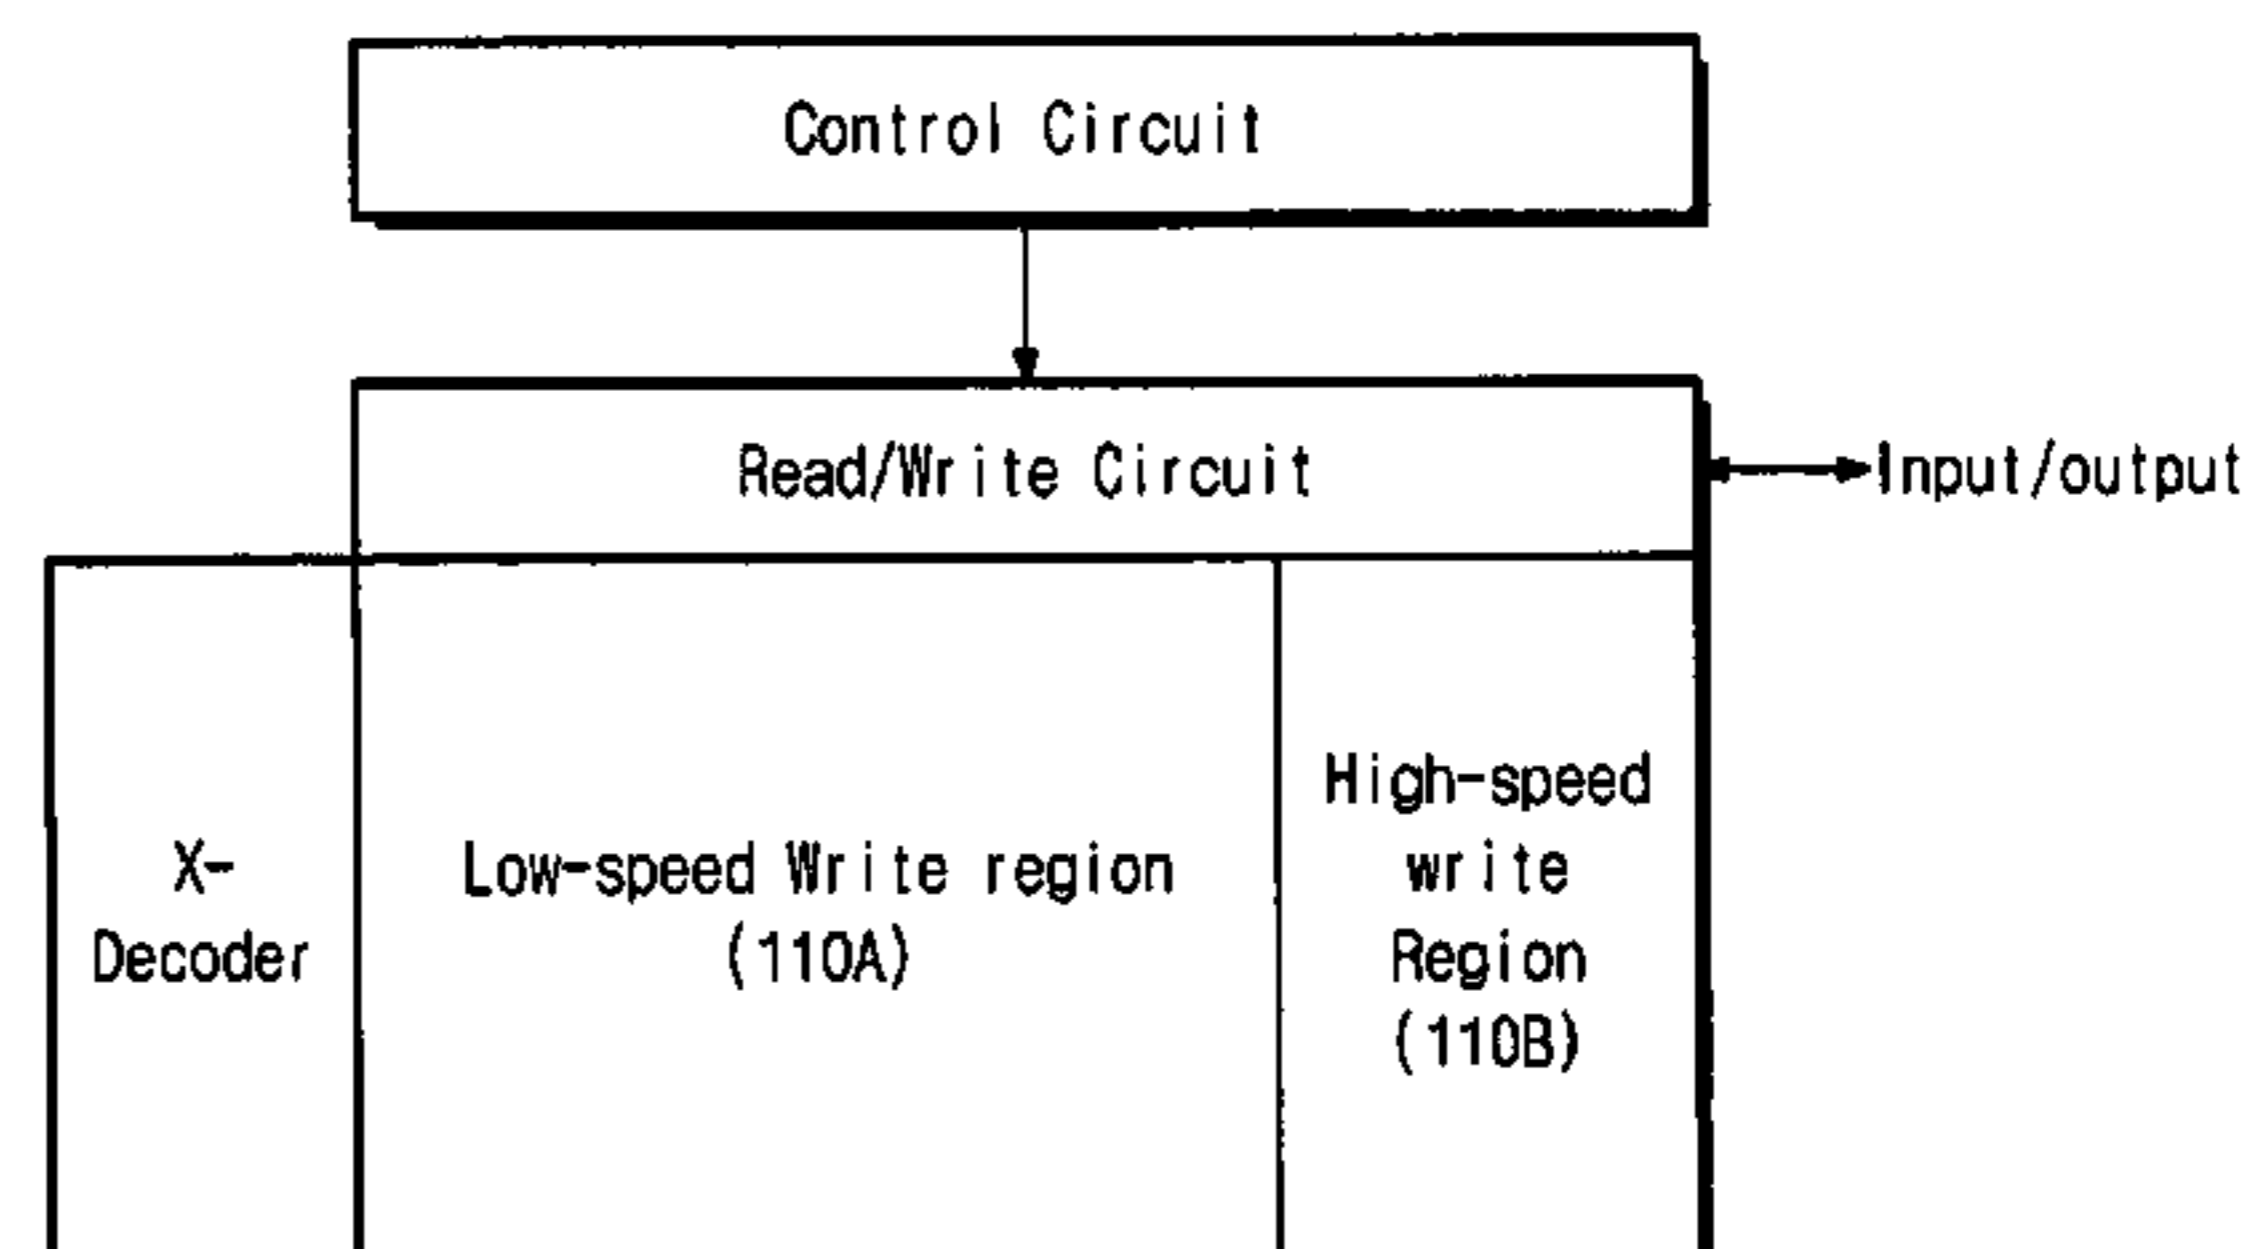 Control Circuit
Read/Write Circuit
Input/output
X-
Decoder
Low-speed Write region
(110A)
High-speed
write
Region
(110B)